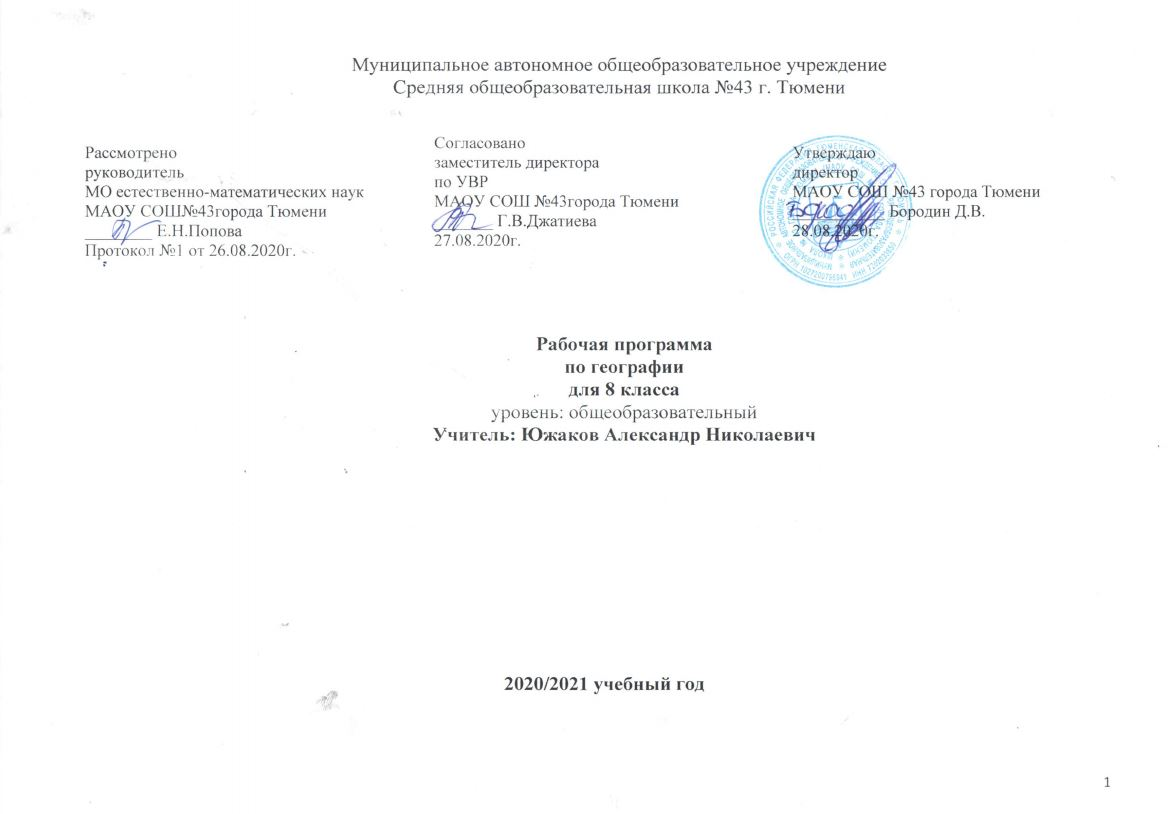 Муниципальное автономное общеобразовательное учреждение
Средняя общеобразовательная школа №43 г. Тюмени
Рассмотрено
руководитель
МО естественно-математических наук
МАОУ СОШ№43города Тюмени
Е.Н.Попова
Протокол №1 от 26.08.2020г.
Согласовано
заместитель директора
по УВР
МАОУ СОШ №43города Тюмени
Г.В.Джатиева
27.08.2020г.
Утверждаю
директор
МАОУ СОШ №43 города Тюмени
Бородин Д.В.
28.08.2020г.
Рабочая программа
по географии
для 8 класса
уровень: общеобразовательный
Учитель: Южаков Александр Николаевич
2020/2021 учебный год
1